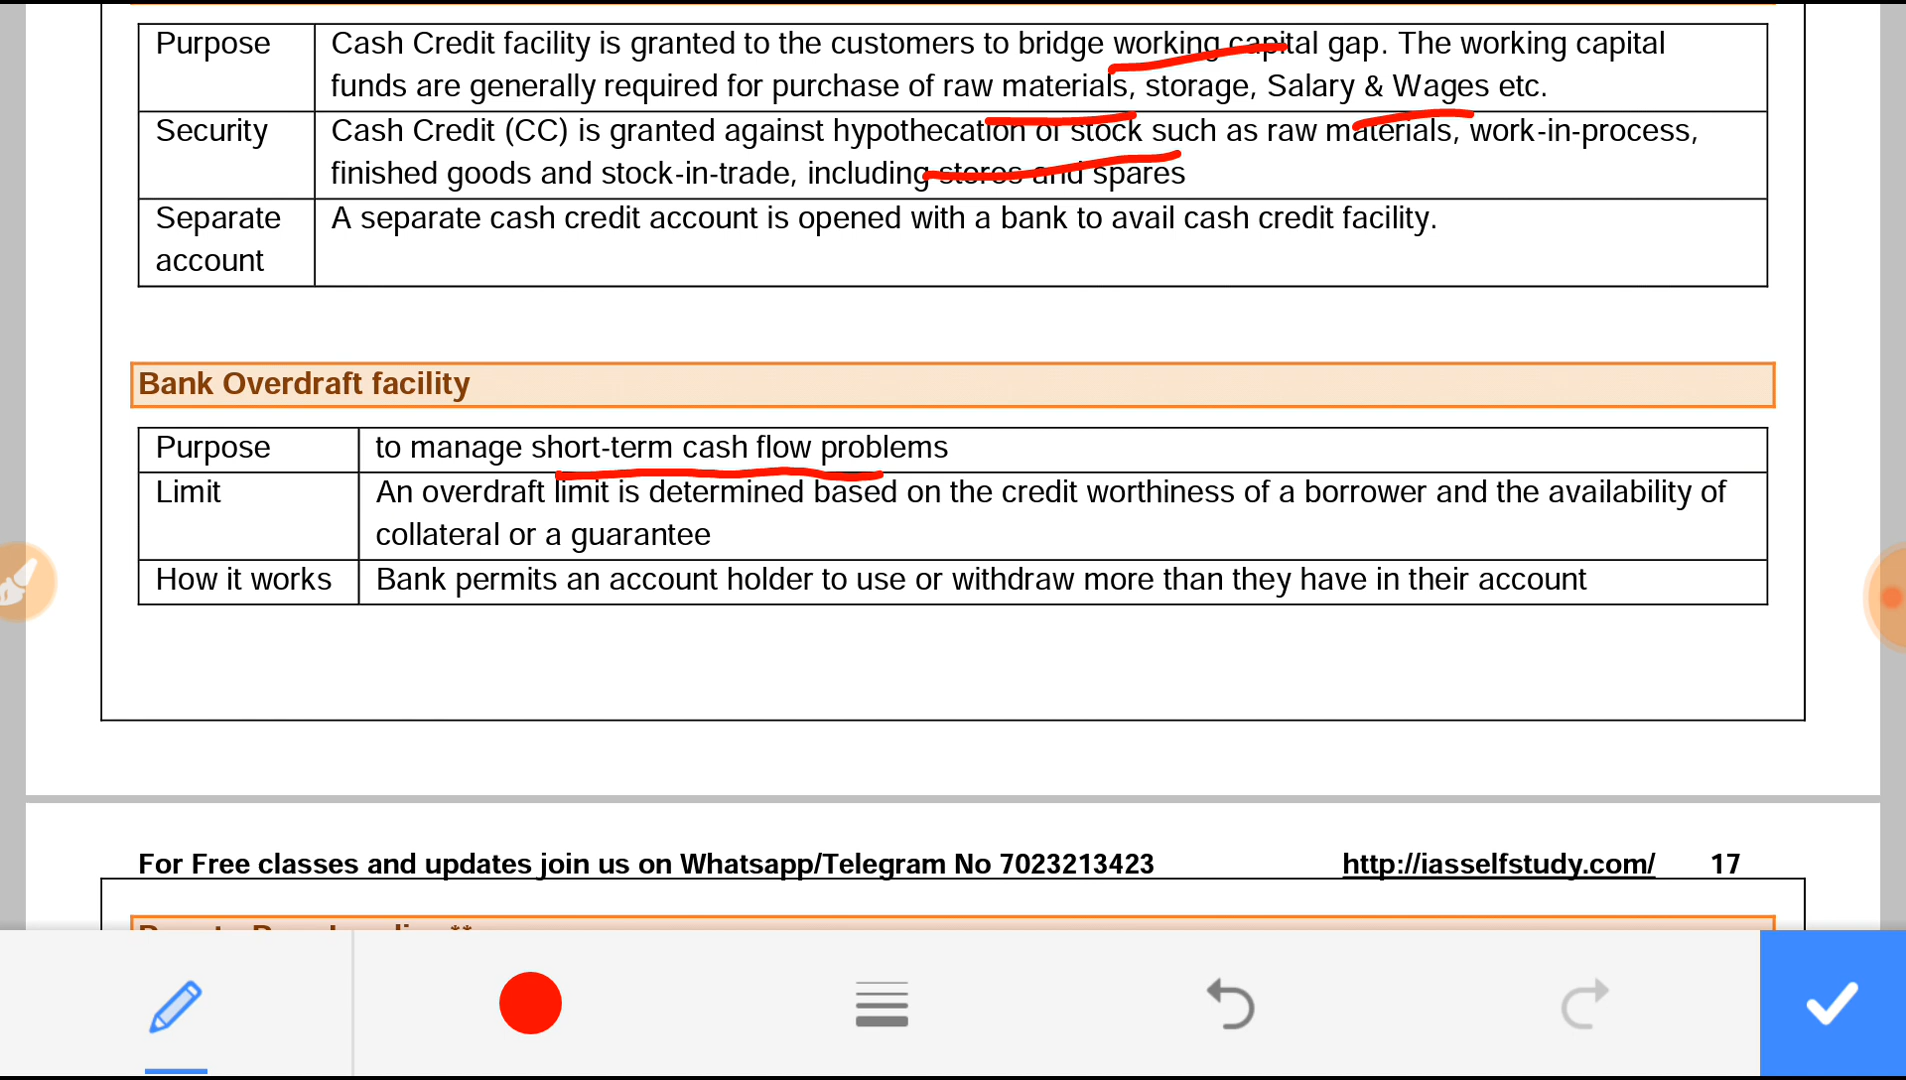 Purpose
Cash Credit facility is granted to the customers to bridge working capital gap. The working capital
funds are generally required for purchase of raw materials, storage, Salary & Wages etc.
Security
Cash Credit (CC) is granted against hypothecation of stock such as raw materials, work-in-process,
finished goods and stock-in-trade, including stores and spares
Separate
account
A separate cash credit account is opened with a bank to avail cash credit facility.
Bank Overdraft facility
Purpose
to manage short-term cash flow problems
Limit
An overdraft limit is determined based on the credit worthiness of a borrower and the availability of
collateral or a guarantee
How it works
Bank permits an account holder to use or withdraw more than they have in their account
For Free classes and updates join us on Whatsapp/Telegram No 7023213423
http://iasselfstudy.com/
17